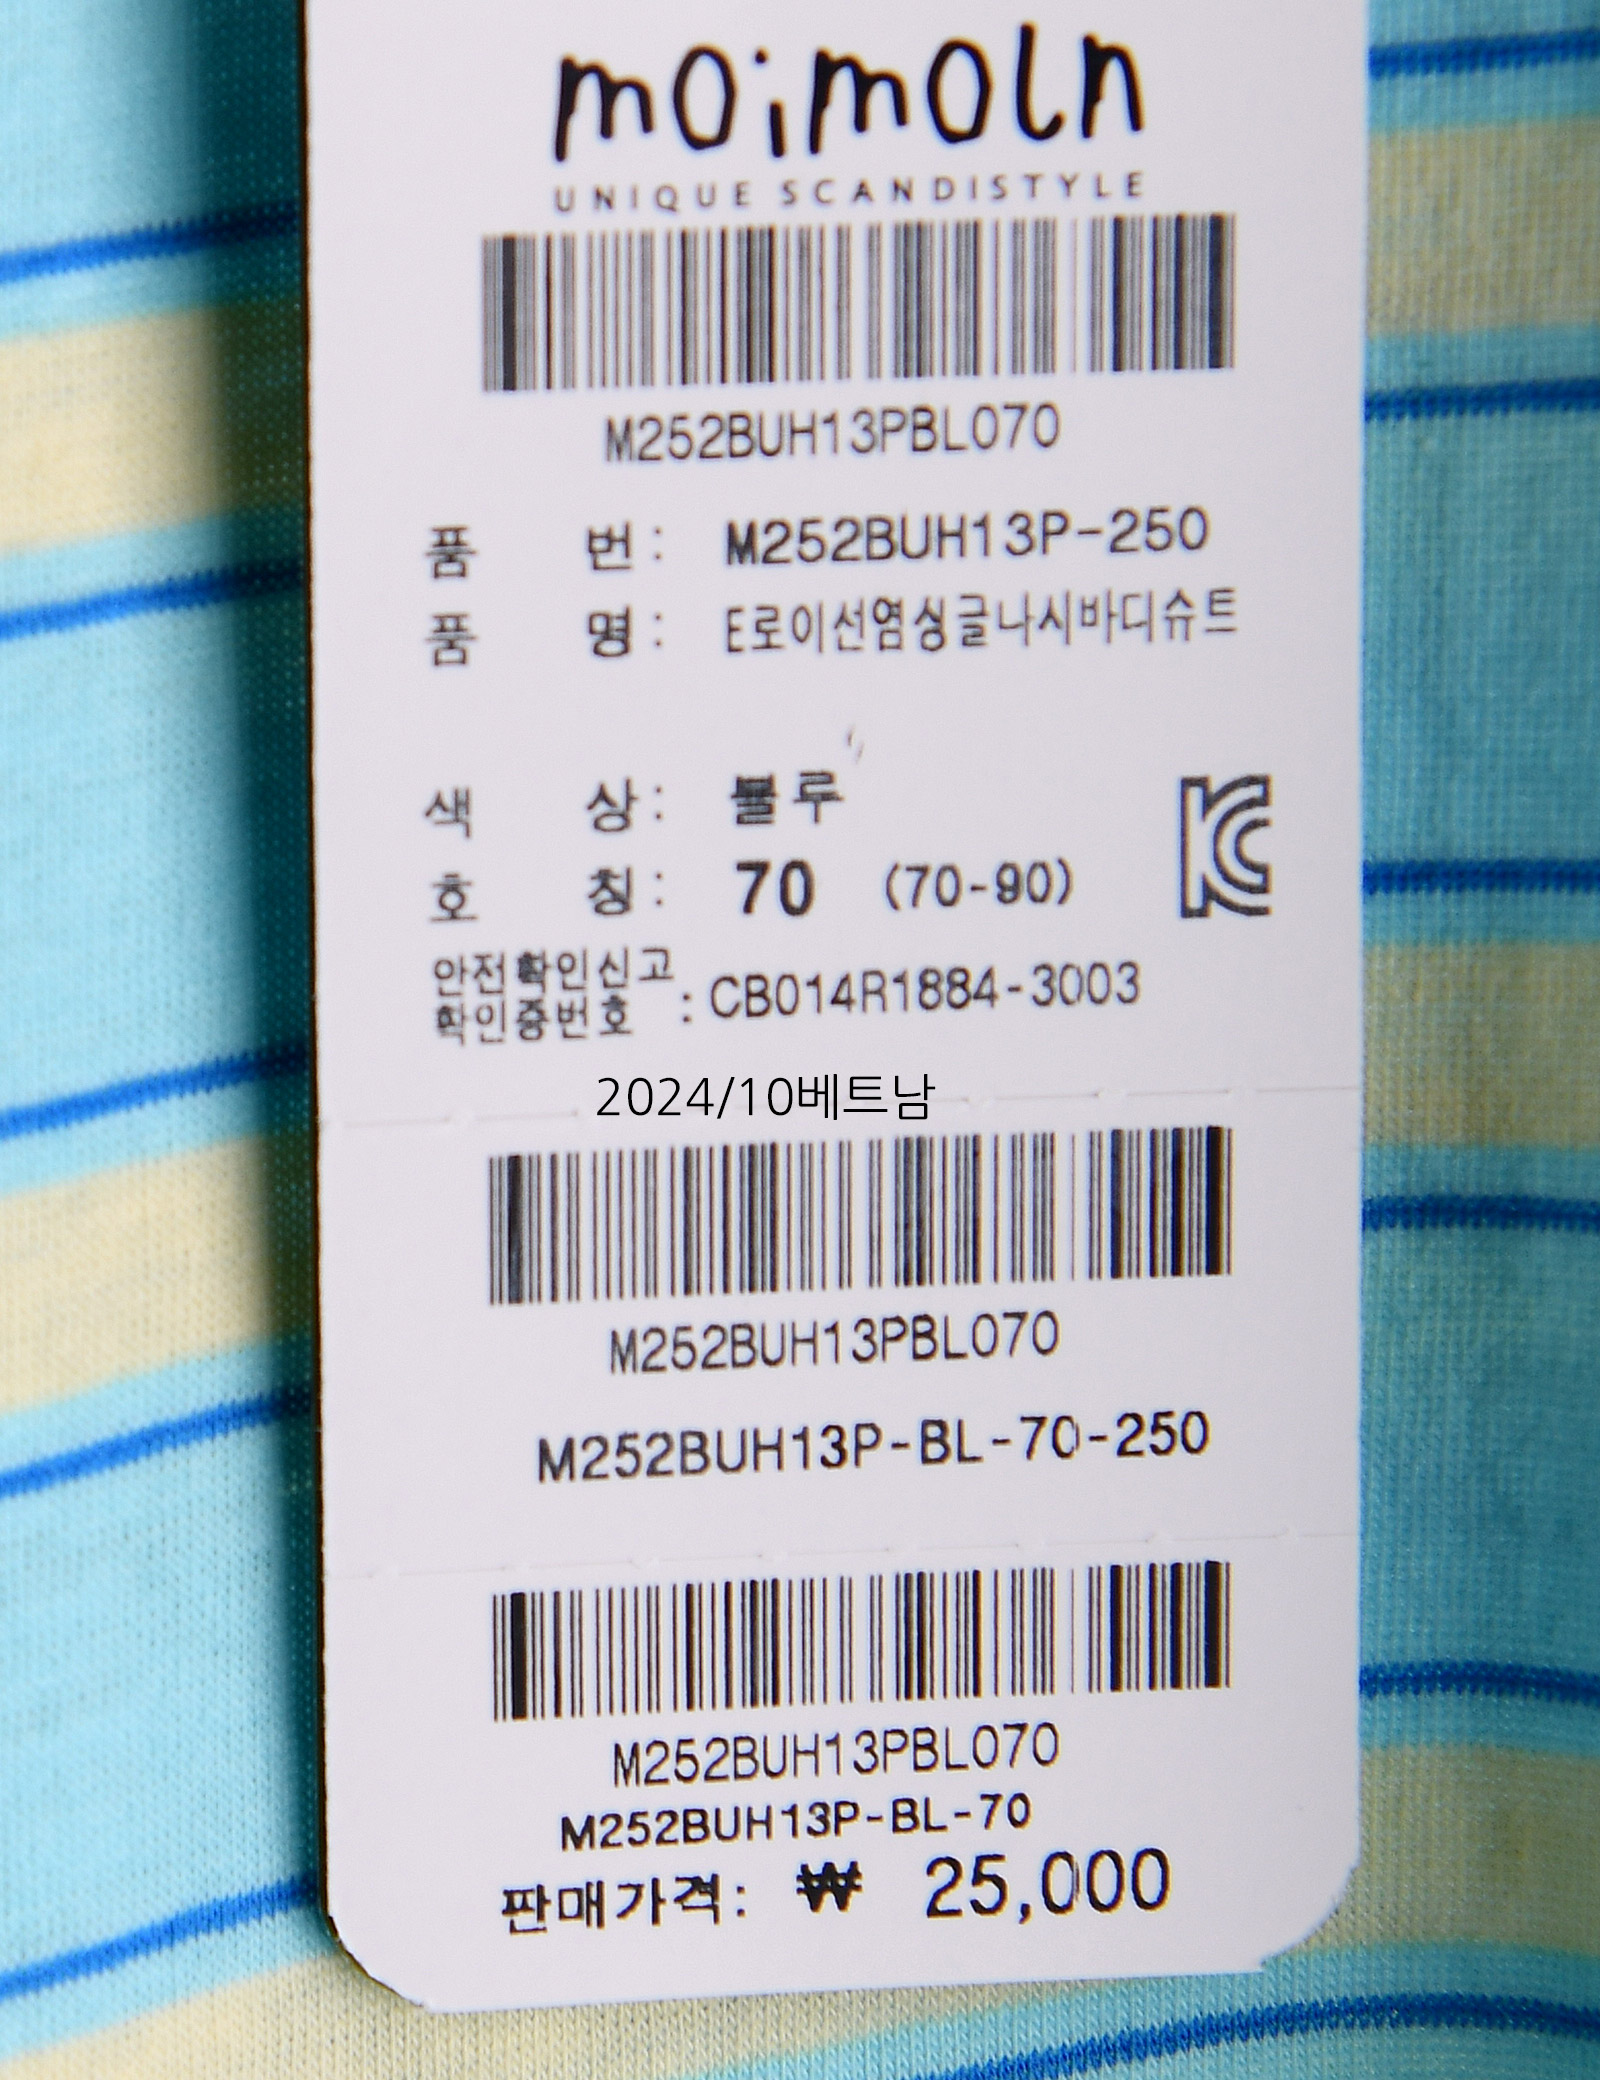 moimoln
UNIQUE SCANDISTYLE
M252BUH13PBL070
품 번 : M252BUH13P-250
품 명 : E로이선염싱글나시바디슈트
색 상 : 블루
호 칭 : 70 (70-90)
안전확인신고
확인증번호 : CB014R1884-3003
2024/10베트남
M252BUH13PBL070
M252BUH13P-BL-70-250
M252BUH13PBL070
M252BUH13P-BL-70
판매가격: ₩ 25,000